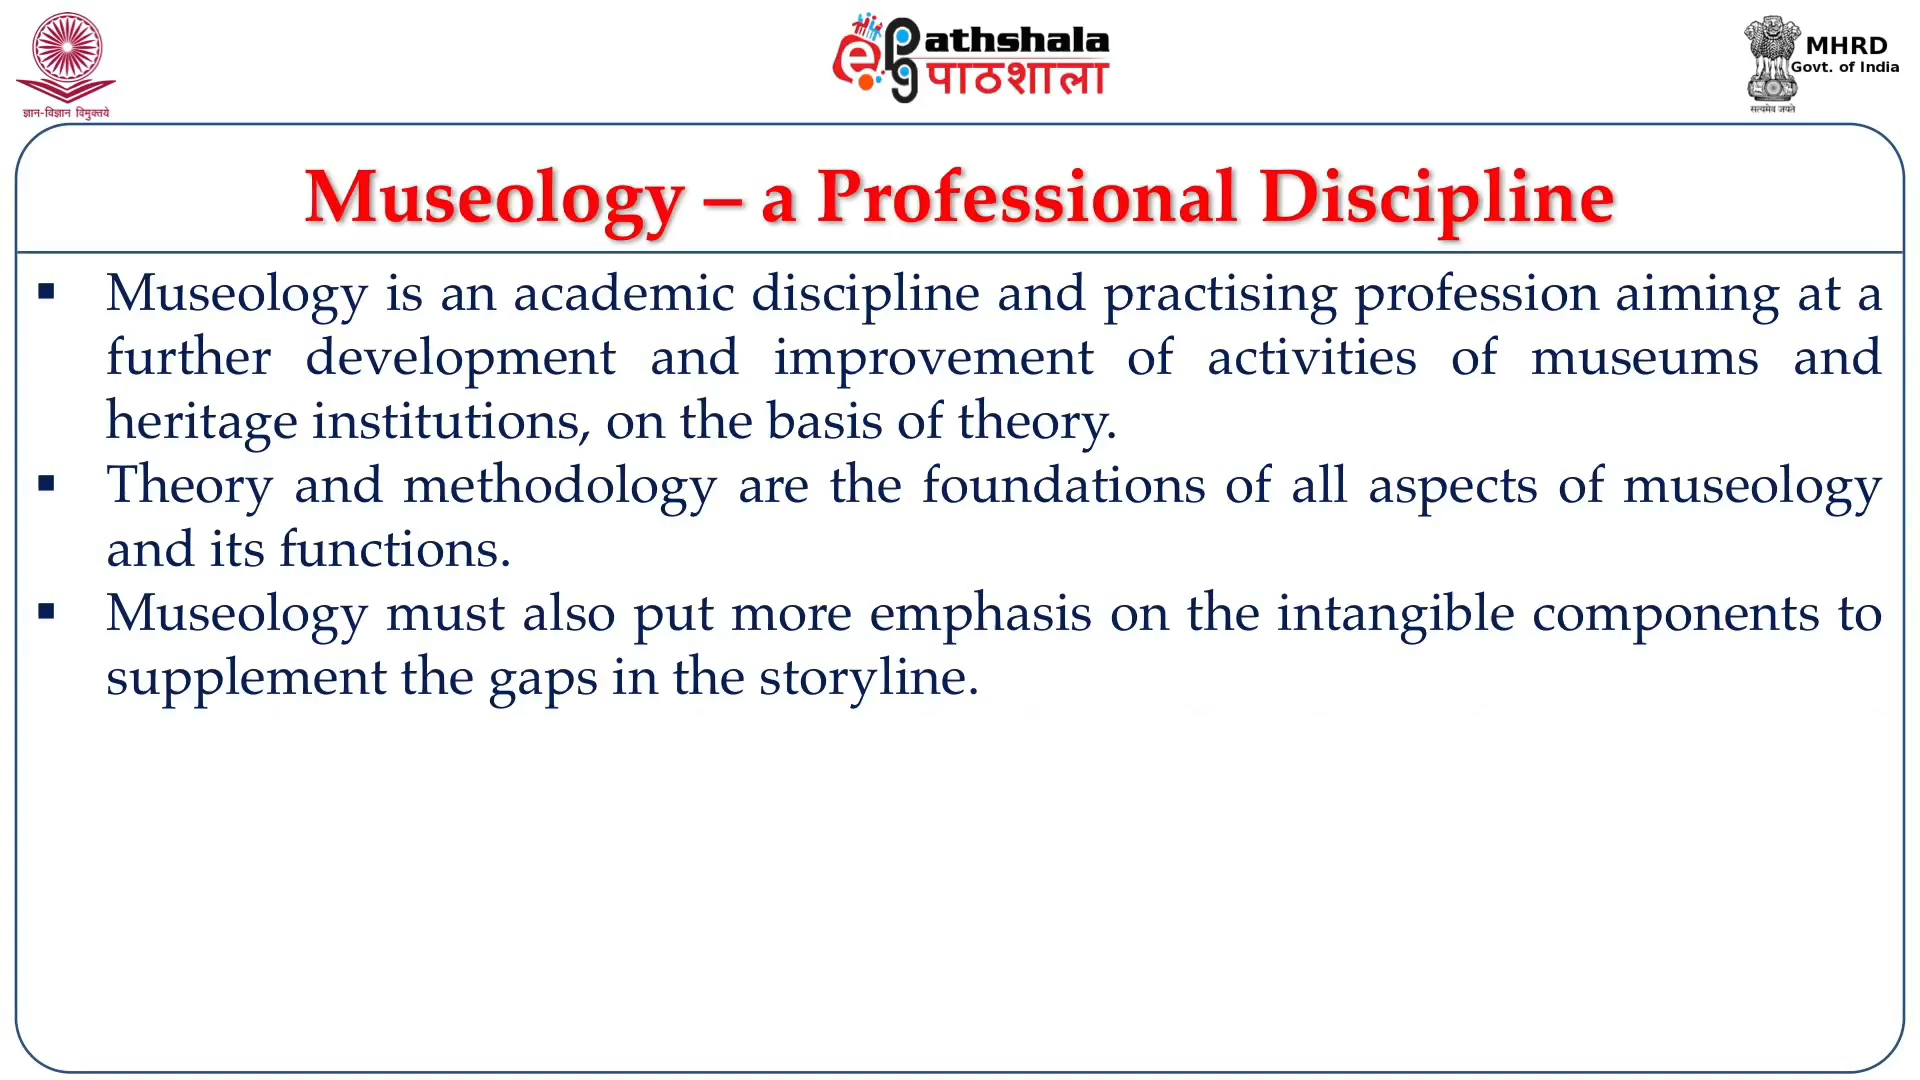 ज्ञान-विज्ञान विमुक्तये
ePG Pathshala
पाठशाला
MHRD
Govt. of India
सत्यमेव जयते
Museology – a Professional Discipline
▪ Museology is an academic discipline and practising profession aiming at a
further development and improvement of activities of museums and
heritage institutions, on the basis of theory.
▪ Theory and methodology are the foundations of all aspects of museology
and its functions.
▪ Museology must also put more emphasis on the intangible components to
supplement the gaps in the storyline.